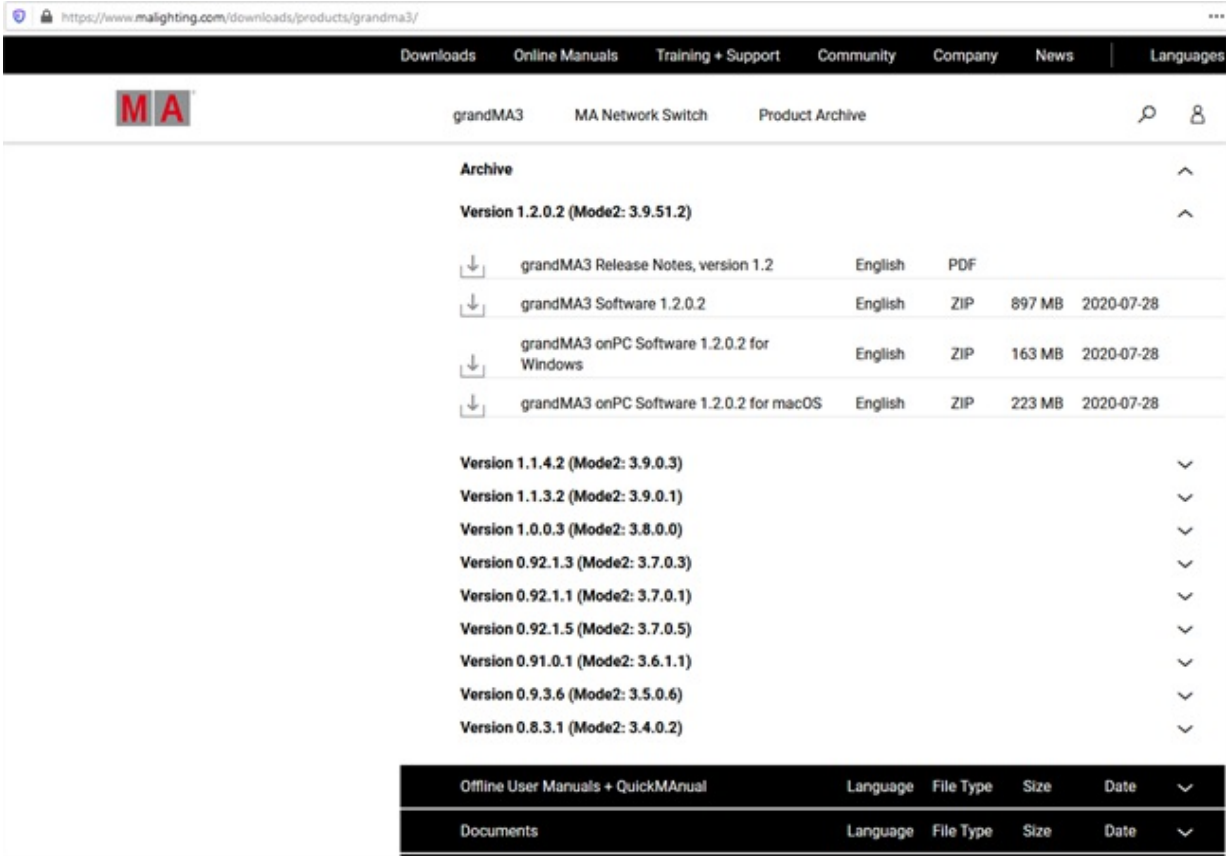 https://www.malighting.com/downloads/products/grandma3/
Downloads Online Manuals Training + Support Community Company News Languages
MA grandMA3 MA Network Switch Product Archive
Archive
Version 1.2.0.2 (Mode2: 3.9.51.2)
grandMA3 Release Notes, version 1.2 English PDF
grandMA3 Software 1.2.0.2 English ZIP 897 MB 2020-07-28
grandMA3 onPC Software 1.2.0.2 for
Windows English ZIP 163 MB 2020-07-28
grandMA3 onPC Software 1.2.0.2 for macOS English ZIP 223 MB 2020-07-28
Version 1.1.4.2 (Mode2: 3.9.0.3)
Version 1.1.3.2 (Mode2: 3.9.0.1)
Version 1.0.0.3 (Mode2: 3.8.0.0)
Version 0.92.1.3 (Mode2: 3.7.0.3)
Version 0.92.1.1 (Mode2: 3.7.0.1)
Version 0.92.1.5 (Mode2: 3.7.0.5)
Version 0.91.0.1 (Mode2: 3.6.1.1)
Version 0.9.3.6 (Mode2: 3.5.0.6)
Version 0.8.3.1 (Mode2: 3.4.0.2)
Offline User Manuals + QuickMAnual Language File Type Size Date
Documents Language File Type Size Date